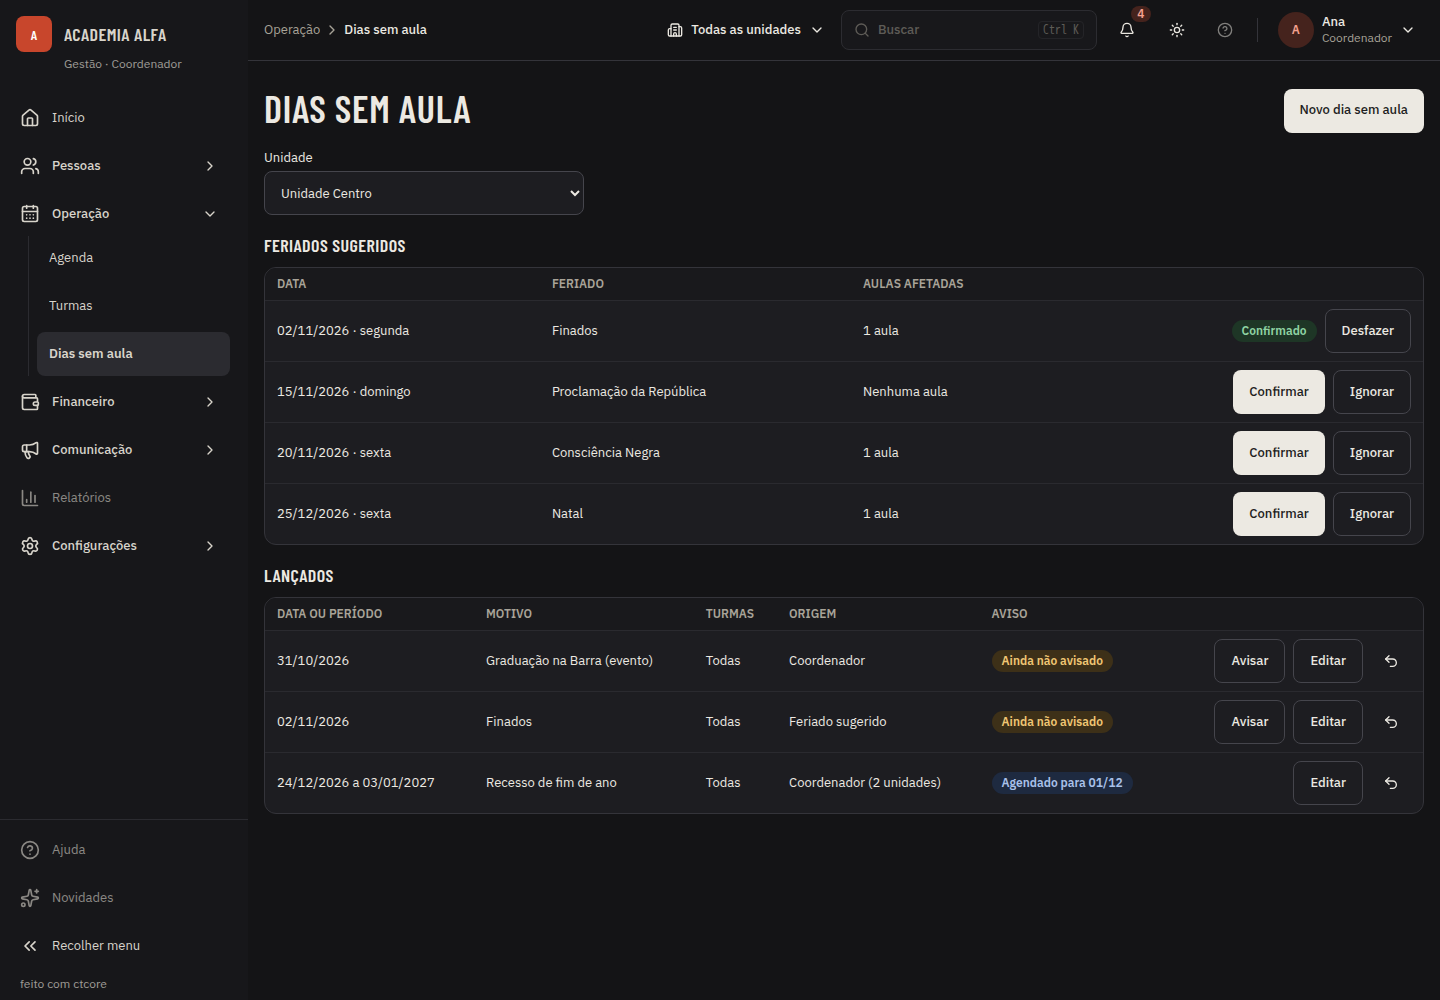 A
ACADEMIA ALFA
Gestão · Coordenador
Início
Pessoas
Operação
Agenda
Turmas
Dias sem aula
Financeiro
Comunicação
Relatórios
Configurações
Ajuda
Novidades
Recolher menu
feito com ctcore
Operação Dias sem aula
Todas as unidades
Buscar Ctrl K
4
A
Ana
Coordenador
DIAS SEM AULA
Novo dia sem aula
Unidade
Unidade Centro
FERIADOS SUGERIDOS
DATA FERIADO AULAS AFETADAS
02/11/2026 · segunda Finados 1 aula Confirmado Desfazer
15/11/2026 · domingo Proclamação da República Nenhuma aula Confirmar Ignorar
20/11/2026 · sexta Consciência Negra 1 aula Confirmar Ignorar
25/12/2026 · sexta Natal 1 aula Confirmar Ignorar
LANÇADOS
DATA OU PERÍODO MOTIVO TURMAS ORIGEM AVISO
31/10/2026 Graduação na Barra (evento) Todas Coordenador Ainda não avisado Avisar Editar
02/11/2026 Finados Todas Feriado sugerido Ainda não avisado Avisar Editar
24/12/2026 a 03/01/2027 Recesso de fim de ano Todas Coordenador (2 unidades) Agendado para 01/12 Editar